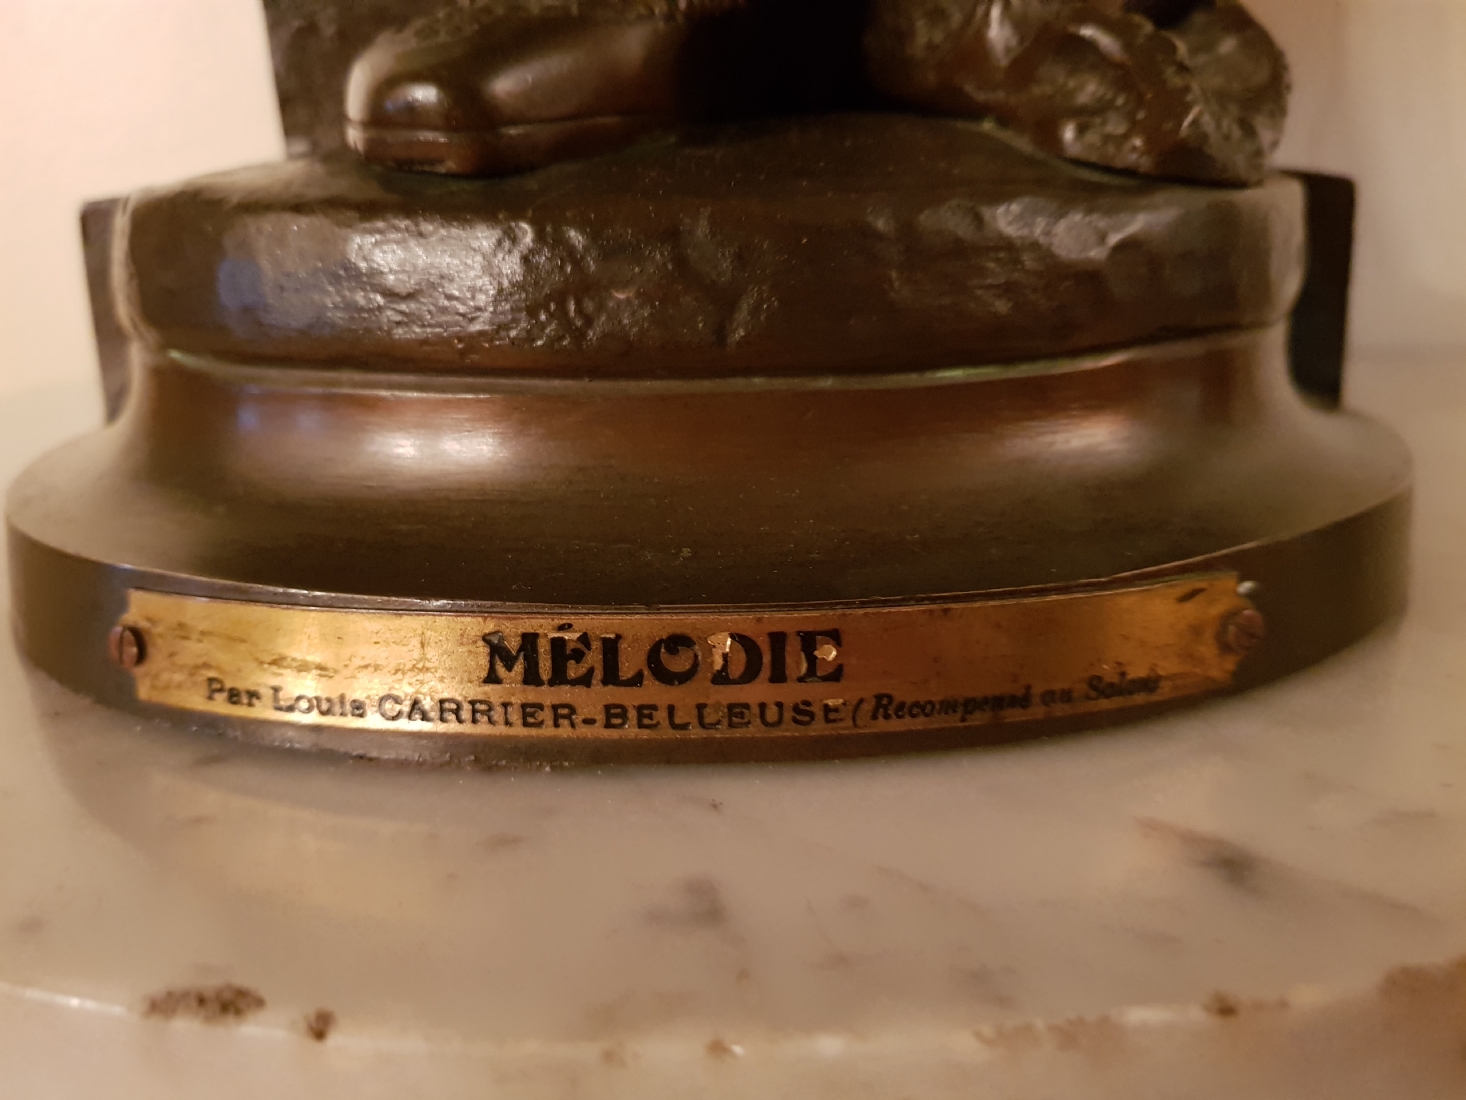 MÉLODIE
Par Louis CARRIER-BELLEUSE (Recompensé au Salon)